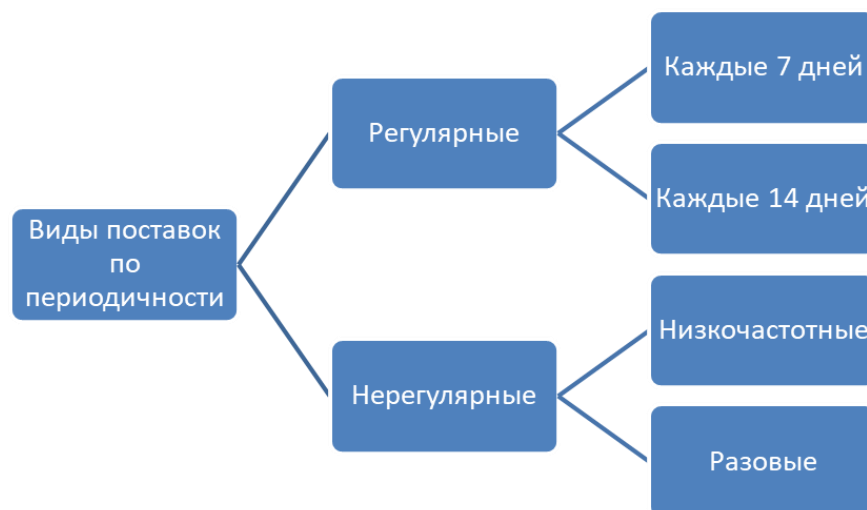 Виды поставок
по
периодичности
Регулярные
Каждые 7 дней
Каждые 14 дней
Нерегулярные
Низкочастотные
Разовые